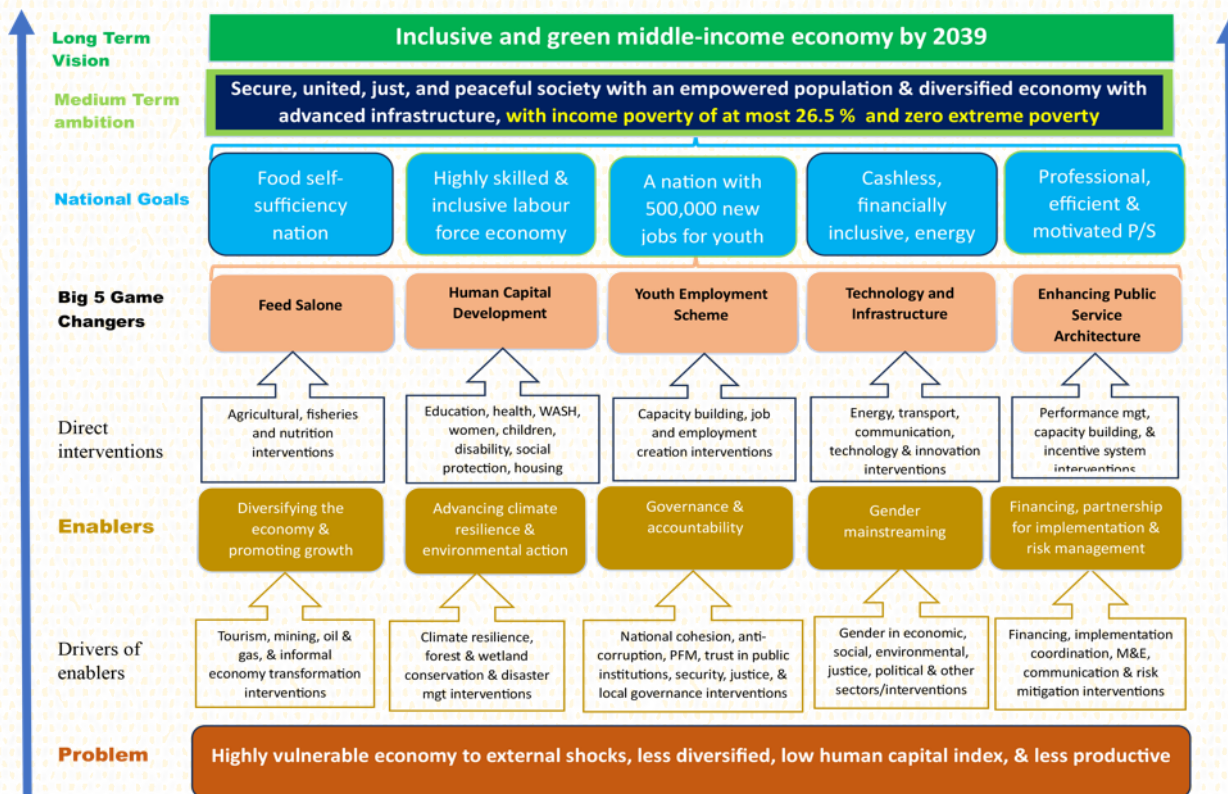 Long Term
Vision
Inclusive and green middle-income economy by 2039
Medium Term
ambition
Secure, united, just, and peaceful society with an empowered population & diversified economy with
advanced infrastructure, with income poverty of at most 26.5 % and zero extreme poverty
National Goals
Food self-
sufficiency
nation
Highly skilled &
inclusive labour
force economy
A nation with
500,000 new
jobs for youth
Cashless,
financially
inclusive, energy
Professional,
efficient &
motivated P/S
Big 5 Game
Changers
Feed Salone
Human Capital
Development
Youth Employment
Scheme
Technology and
Infrastructure
Enhancing Public
Service
Architecture
Direct
interventions
Agricultural, fisheries
and nutrition
interventions
Education, health, WASH,
women, children,
disability, social
protection, housing
Capacity building, job
and employment
creation interventions
Energy, transport,
communication,
technology & innovation
interventions
Performance mgt,
capacity building, &
incentive system
interventions
Enablers
Diversifying the
economy &
promoting growth
Advancing climate
resilience &
environmental action
Governance &
accountability
Gender
mainstreaming
Financing, partnership
for implementation &
risk management
Drivers of
enablers
Tourism, mining, oil &
gas, & informal
economy transformation
interventions
Climate resilience,
forest & wetland
conservation & disaster
mgt interventions
National cohesion, anti-
corruption, PFM, trust in public
institutions, security, justice, &
local governance interventions
Gender in economic,
social, environmental,
justice, political & other
sectors/interventions
Financing, implementation
coordination, M&E,
communication & risk
mitigation interventions
Problem
Highly vulnerable economy to external shocks, less diversified, low human capital index, & less productive